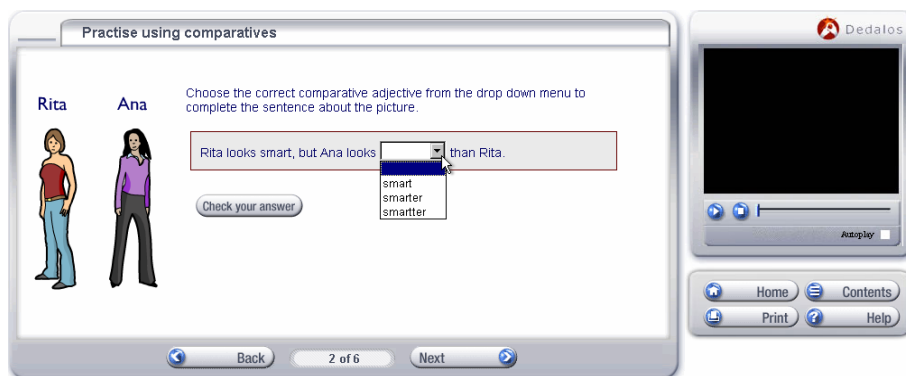 Practise using comparatives
Dedalos
Rita
Ana
Choose the correct comparative adjective from the drop down menu to
complete the sentence about the picture.
Rita looks smart, but Ana looks than Rita.
smart
smarter
smartter
Check your answer
Autoplay
Home
Contents
Print
Help
Back
2 of 6
Next